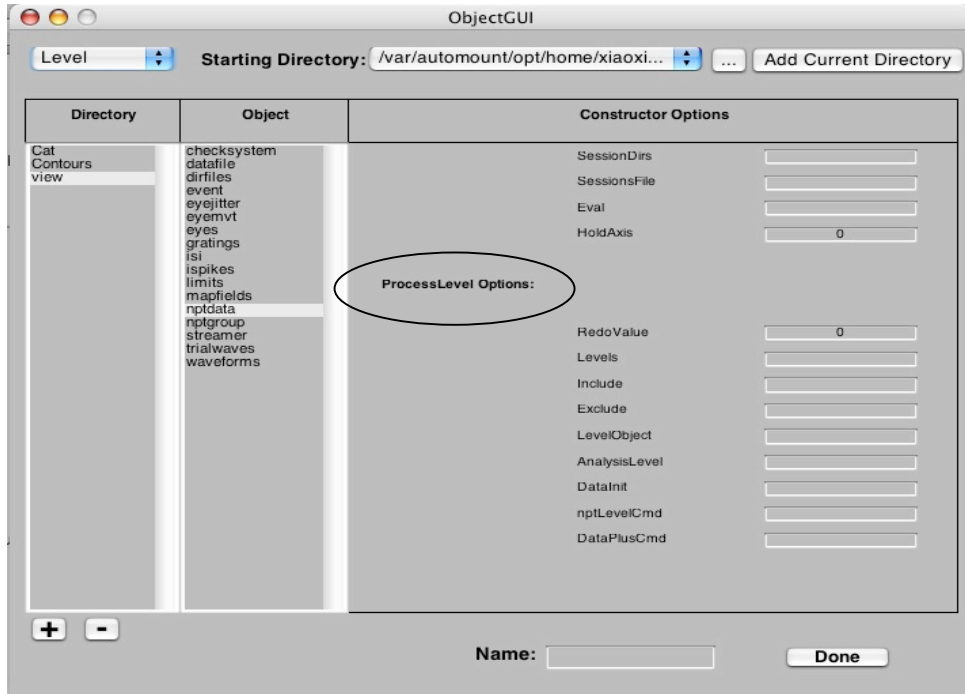 ObjectGUI
Level
Starting Directory: /var/automount/opt/home/xiaoxi... ... Add Current Directory
Directory Object Constructor Options
Cat
Contours
view
checksystem
datafile
dirfiles
event
eyejitter
eyemvt
eyes
gratings
isi
ispikes
limits
mapfields
nptdata
nptgroup
streamer
trialwaves
waveforms
SessionDirs
SessionsFile
Eval
HoldAxis 0
ProcessLevel Options:
RedoValue 0
Levels
Include
Exclude
LevelObject
AnalysisLevel
DataInit
nptLevelCmd
DataPlusCmd
+ -
Name:
Done